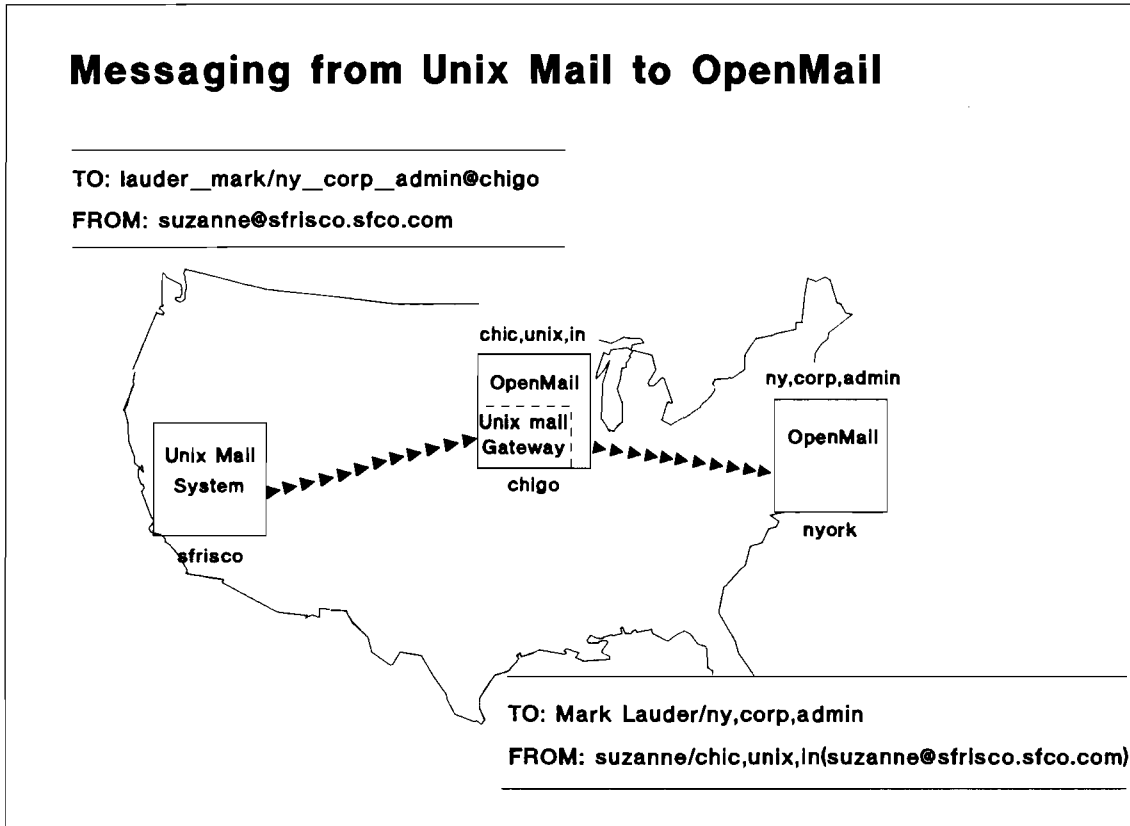 Messaging from Unix Mail to OpenMail
TO: lauder__mark/ny__corp__admin@chigo
FROM: suzanne@sfrisco.sfco.com
chic,unix,in
OpenMail
Unix mail
Gateway
chigo
ny,corp,admin
OpenMail
nyork
Unix Mail
System
sfrisco
TO: Mark Lauder/ny,corp,admin
FROM: suzanne/chic,unix,in(suzanne@sfrisco.sfco.com)